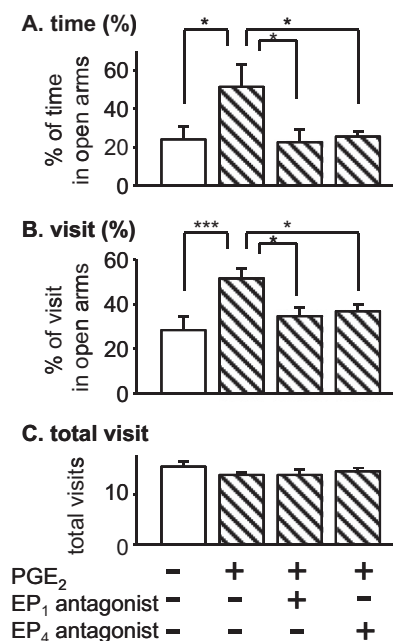 A. time (%)
* *
*
60
40
20
0
% of time
in open arms
B. visit (%)
*** *
*
60
40
20
0
% of visit
in open arms
C. total visit
10
0
total visits
PGE₂ - + + +
EP₁ antagonist - - + -
EP₄ antagonist - - - +